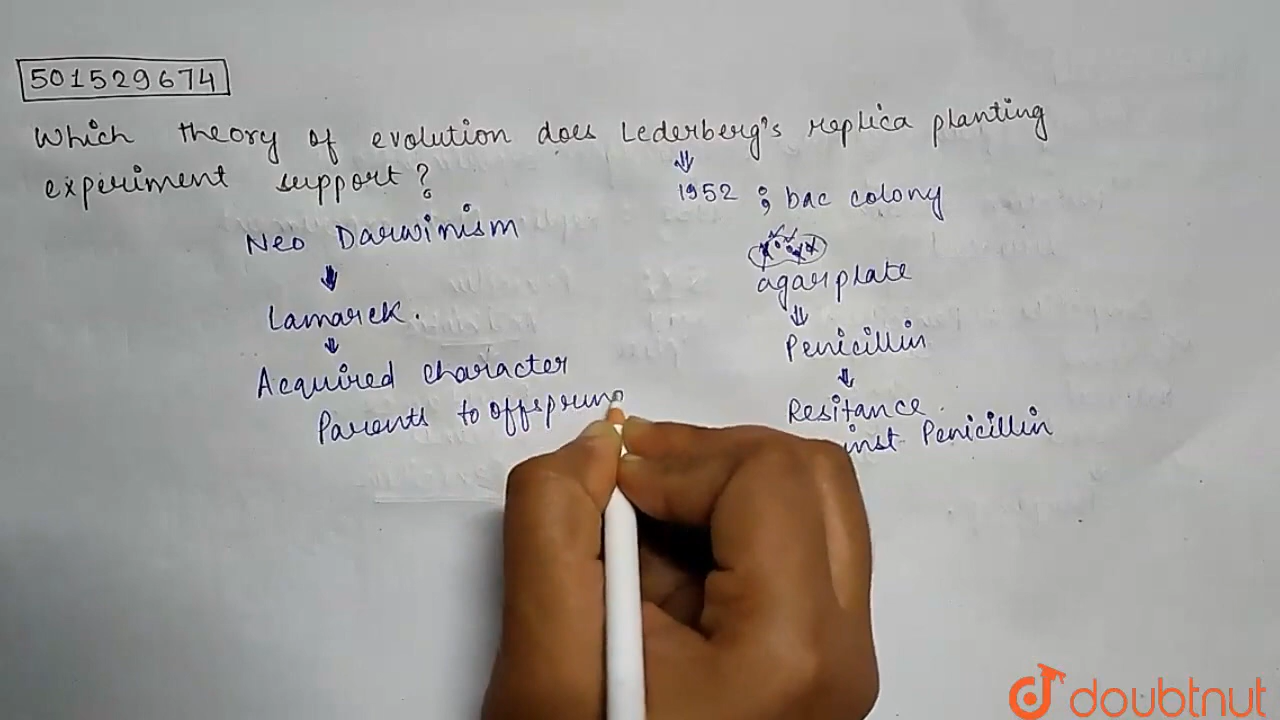 501529674
Which theory of evolution does Lederberg's replica planting
experiment support?
1952 ; bac colony
Neo Darwinism
Lamarck.
Acquired character
Parents to offspring
agarplate
Penicillin
Resitance
inst Penicillin
doubtnut